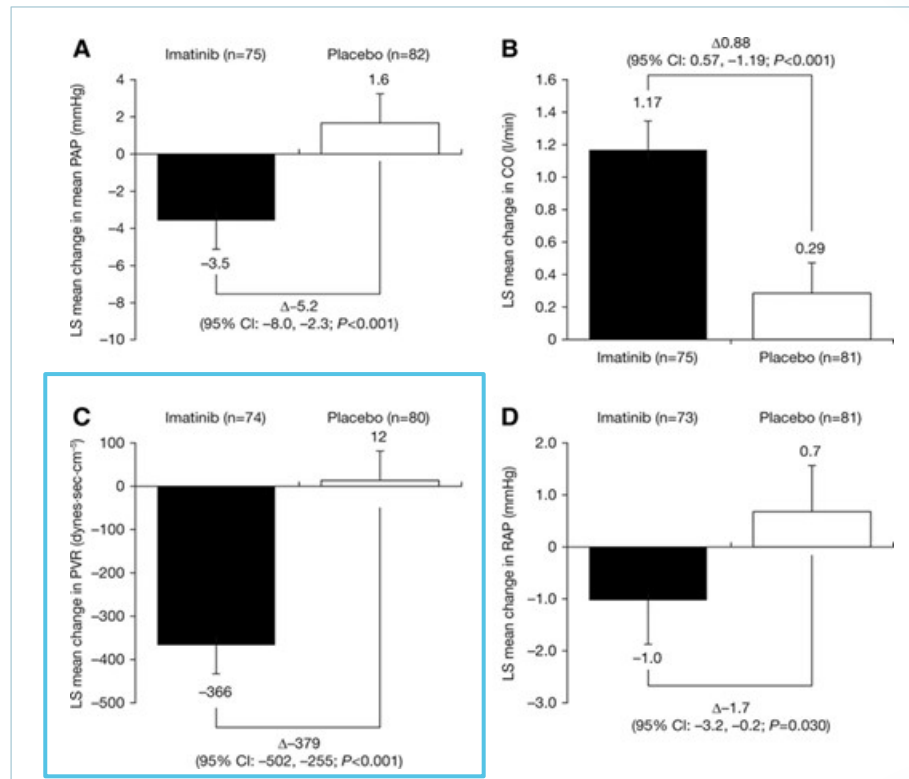 A
Imatinib (n=75) Placebo (n=82)
LS mean change in mean PAP (mmHg)
4
2
0
–2
–4
–6
–8
–10
1.6
–3.5
Δ–5.2
(95% CI: –8.0, –2.3; P<0.001)
B
Δ0.88
(95% CI: 0.57, –1.19; P<0.001)
LS mean change in CO (l/min)
1.6
1.4
1.2
1.0
0.8
0.6
0.4
0.2
0
1.17
0.29
Imatinib (n=75) Placebo (n=81)
C
Imatinib (n=74) Placebo (n=80)
LS mean change in PVR (dynes·sec·cm⁻⁵)
100
0
–100
–200
–300
–400
–500
12
–366
Δ–379
(95% CI: –502, –255; P<0.001)
D
Imatinib (n=73) Placebo (n=81)
LS mean change in RAP (mmHg)
2.0
1.0
0
–1.0
–2.0
–3.0
0.7
–1.0
Δ–1.7
(95% CI: –3.2, –0.2; P=0.030)